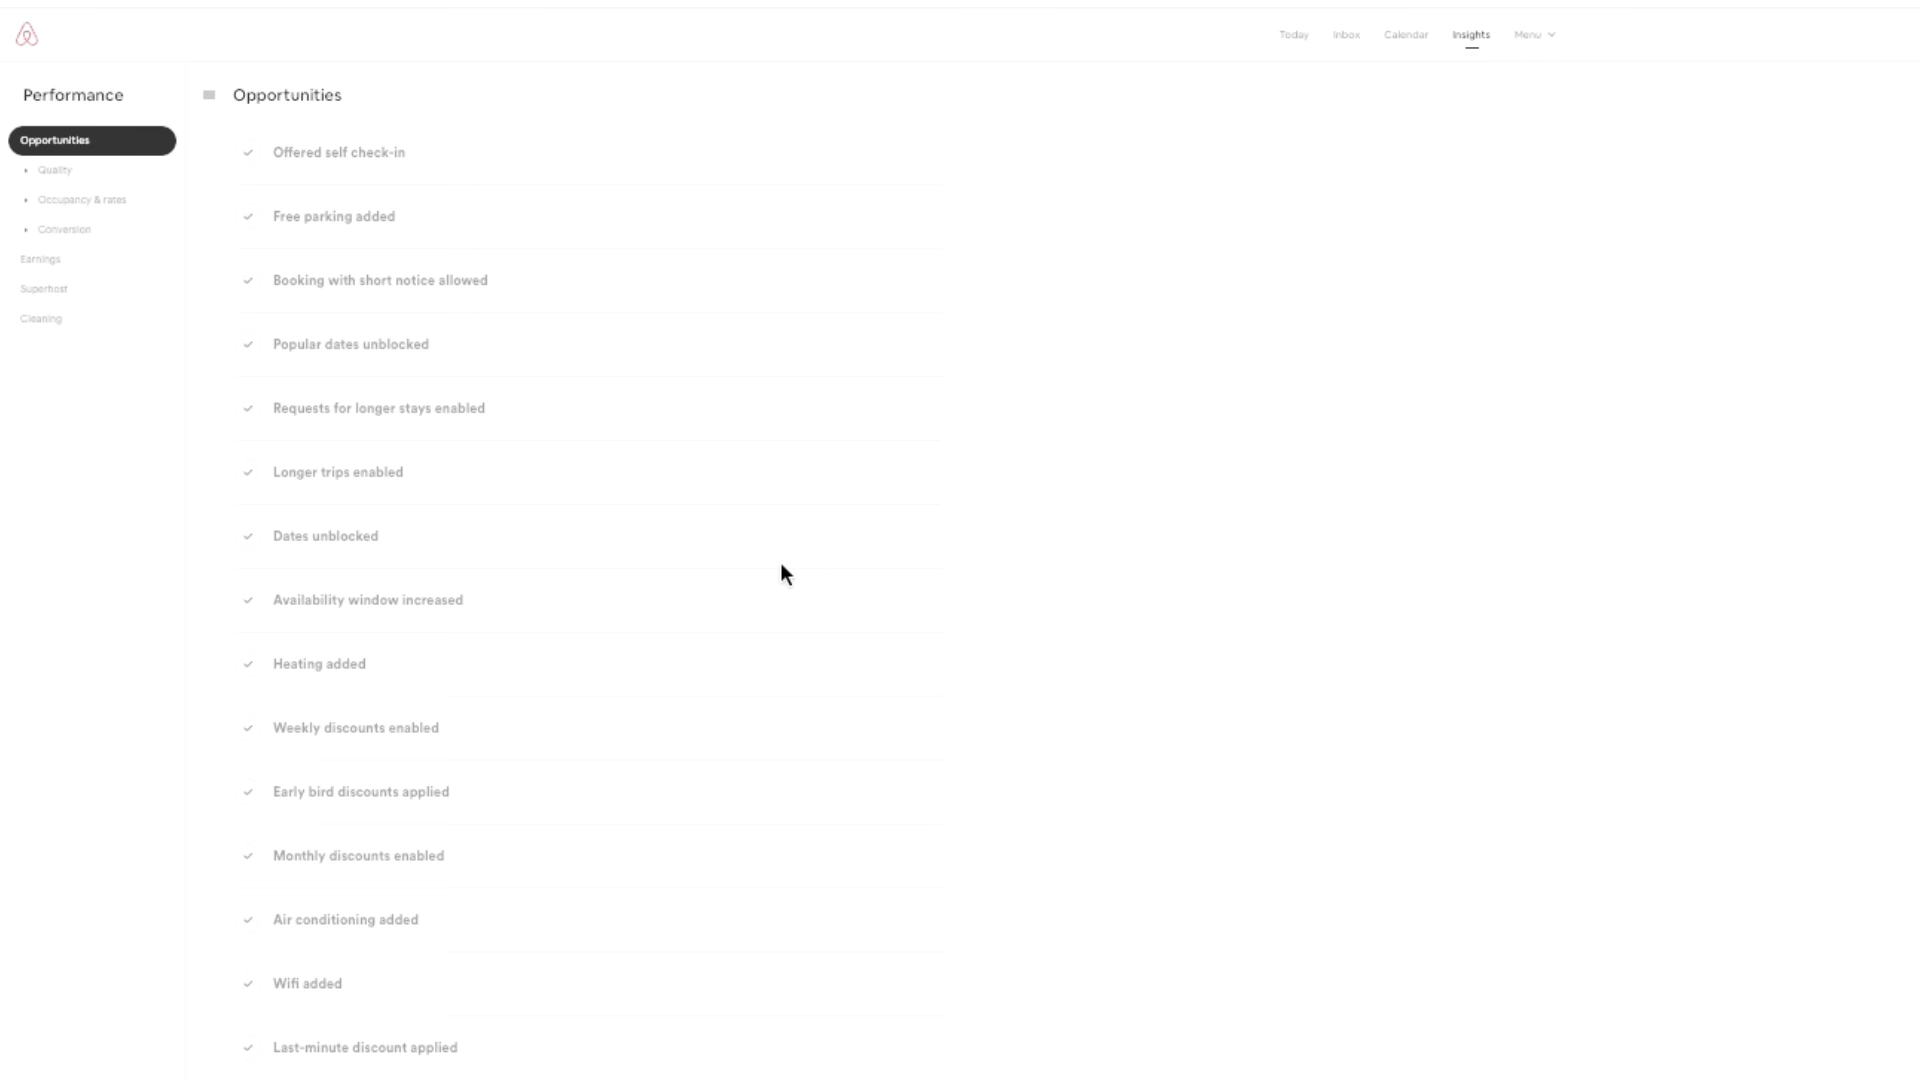 Today Inbox Calendar Insights Menu
Performance
Opportunities
Quality
Occupancy & rates
Conversion
Earnings
Superhost
Cleaning
Opportunities
Offered self check-in
Free parking added
Booking with short notice allowed
Popular dates unblocked
Requests for longer stays enabled
Longer trips enabled
Dates unblocked
Availability window increased
Heating added
Weekly discounts enabled
Early bird discounts applied
Monthly discounts enabled
Air conditioning added
Wifi added
Last-minute discount applied